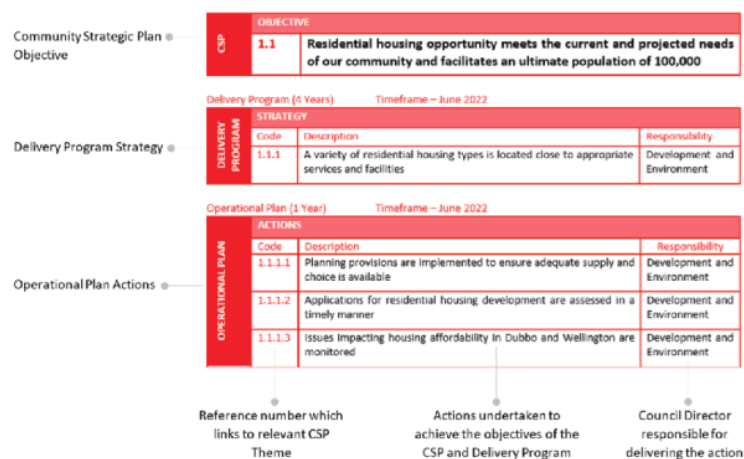 Community Strategic Plan
Objective
CSP
OBJECTIVE
1.1 Residential housing opportunity meets the current and projected needs
of our community and facilitates an ultimate population of 100,000
Delivery Program (4 Years) Timeframe – June 2022
Delivery Program Strategy
DELIVERY
PROGRAM
STRATEGY
Code Description Responsibility
1.1.1 A variety of residential housing types is located close to appropriate Development and
services and facilities Environment
Operational Plan (1 Year) Timeframe – June 2022
Operational Plan Actions
OPERATIONAL PLAN
ACTIONS
Code Description Responsibility
1.1.1.1 Planning provisions are implemented to ensure adequate supply and Development and
choice is available Environment
1.1.1.2 Applications for residential housing development are assessed in a Development and
timely manner Environment
1.1.1.3 Issues impacting housing affordability in Dubbo and Wellington are Development and
monitored Environment
Reference number which
links to relevant CSP
Theme
Actions undertaken to
achieve the objectives of the
CSP and Delivery Program
Council Director
responsible for
delivering the action